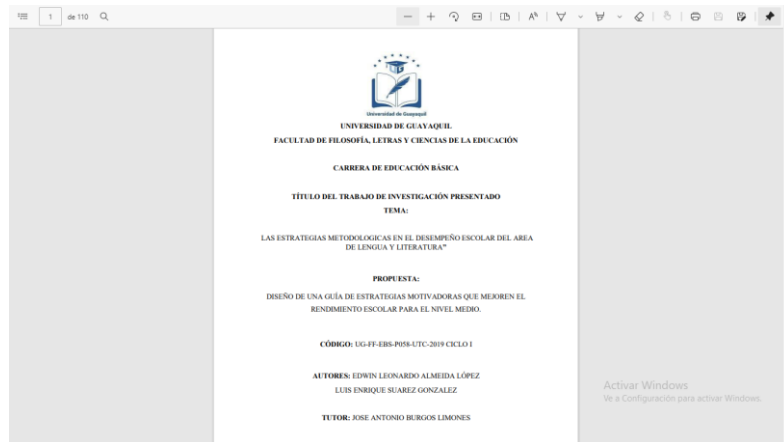 1 de 110
Universidad de Guayaquil
UNIVERSIDAD DE GUAYAQUIL
FACULTAD DE FILOSOFÍA, LETRAS Y CIENCIAS DE LA EDUCACIÓN
CARRERA DE EDUCACIÓN BÁSICA
TÍTULO DEL TRABAJO DE INVESTIGACIÓN PRESENTADO
TEMA:
LAS ESTRATEGIAS METODOLOGICAS EN EL DESEMPEÑO ESCOLAR DEL AREA
DE LENGUA Y LITERATURA"
PROPUESTA:
DISEÑO DE UNA GUÍA DE ESTRATEGIAS MOTIVADORAS QUE MEJOREN EL
RENDIMIENTO ESCOLAR PARA EL NIVEL MEDIO.
CÓDIGO: UG-FF-EBS-P058-UTC-2019 CICLO I
AUTORES: EDWIN LEONARDO ALMEIDA LÓPEZ
LUIS ENRIQUE SUAREZ GONZALEZ
Activar Windows
Ve a Configuración para activar Windows.
TUTOR: JOSE ANTONIO BURGOS LIMONES